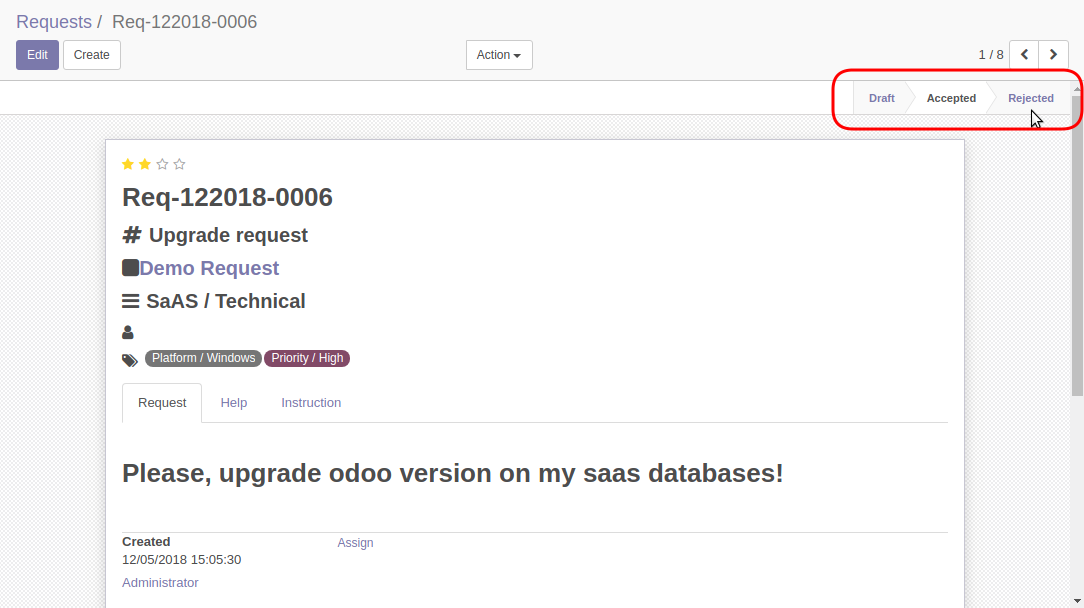 Requests / Req-122018-0006
Edit Create Action 1 / 8
Draft Accepted Rejected
Req-122018-0006
# Upgrade request
Demo Request
SaAS / Technical
Platform / Windows Priority / High
Request Help Instruction
Please, upgrade odoo version on my saas databases!
Created Assign
12/05/2018 15:05:30
Administrator